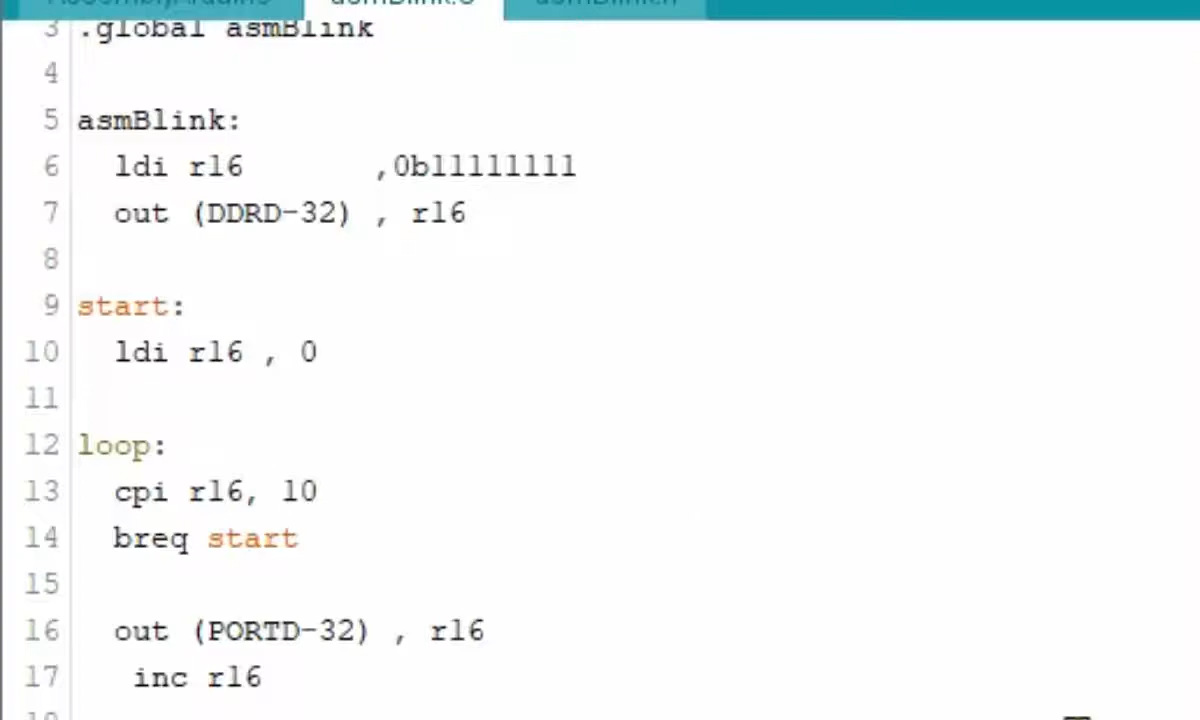 asmBlink.S
3 .global asmBlink
4
5 asmBlink:
6 ldi r16 ,0b11111111
7 out (DDRD-32) , r16
8
9 start:
10 ldi r16 , 0
11
12 loop:
13 cpi r16, 10
14 breq start
15
16 out (PORTD-32) , r16
17 inc r16
18